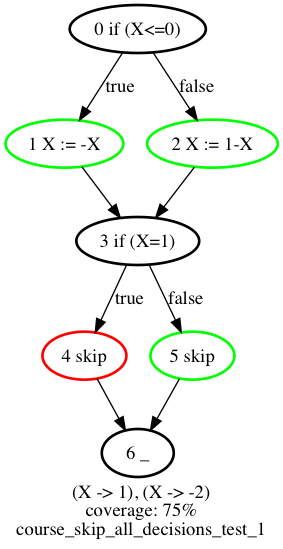 0 if (X<=0)
true
false
1 X := -X
2 X := 1-X
3 if (X=1)
true
false
4 skip
5 skip
6 _
(X -> 1), (X -> -2)
coverage: 75%
course_skip_all_decisions_test_1